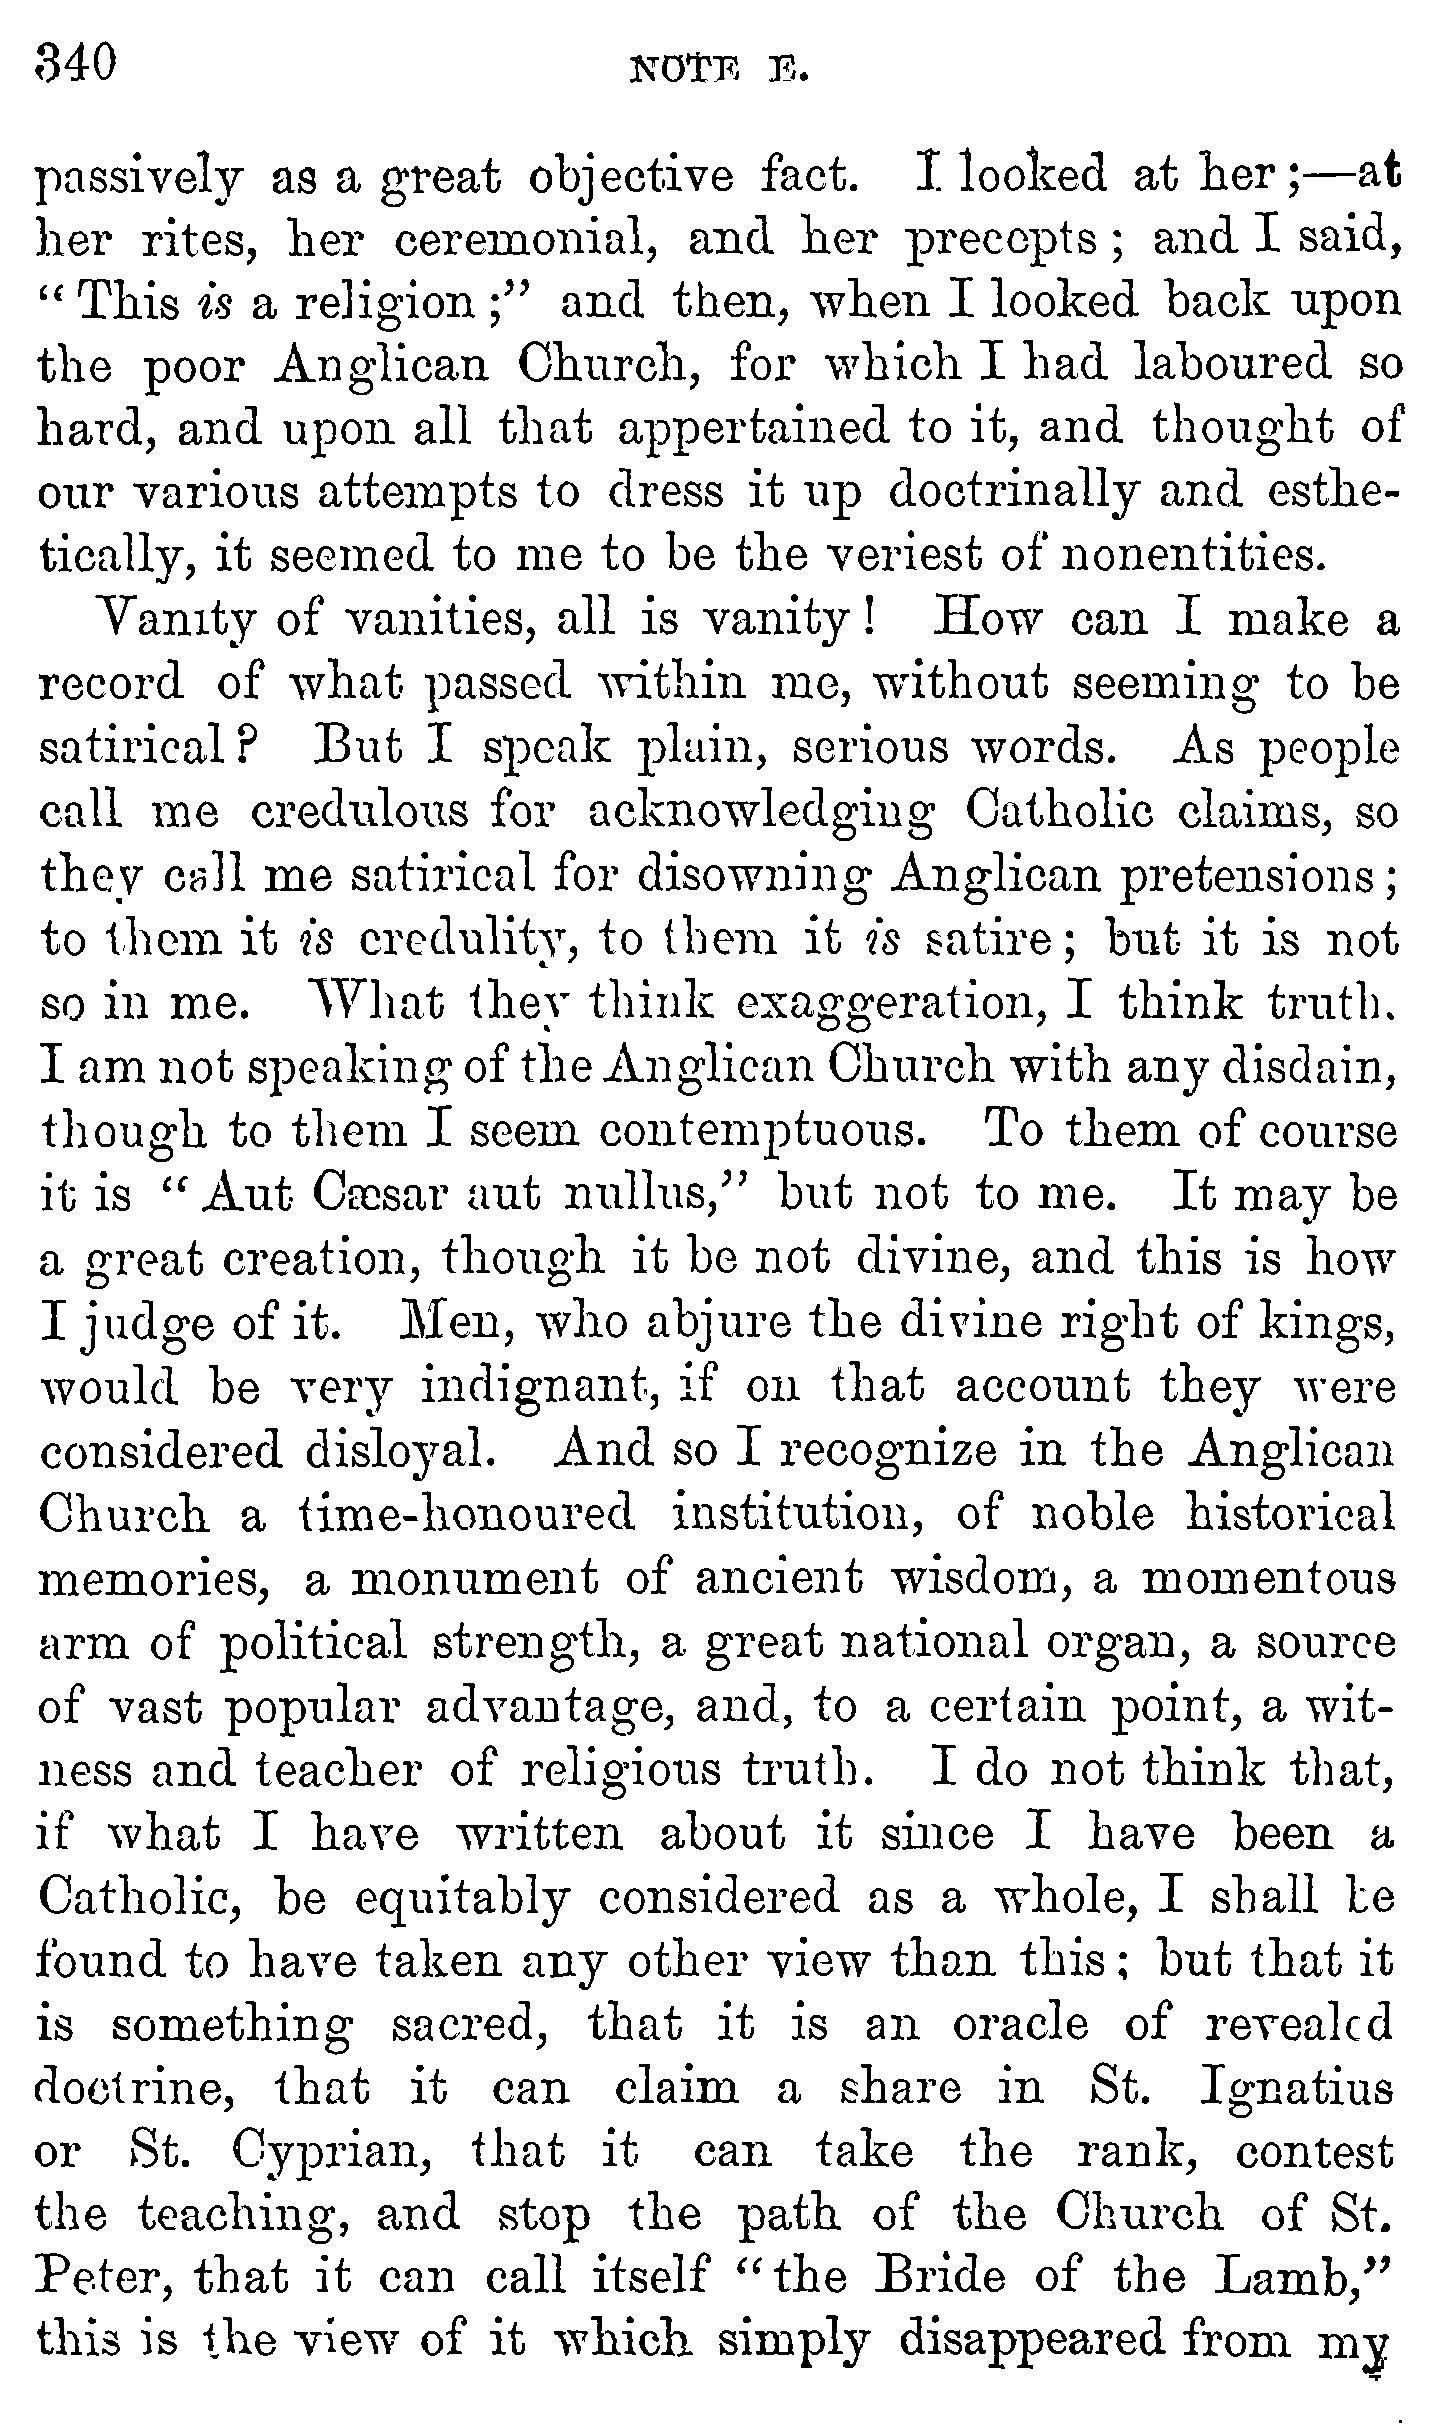 340 NOTE E.
passively as a great objective fact. I looked at her;—at
her rites, her ceremonial, and her precepts; and I said,
“This is a religion;” and then, when I looked back upon
the poor Anglican Church, for which I had laboured so
hard, and upon all that appertained to it, and thought of
our various attempts to dress it up doctrinally and esthe-
tically, it seemed to me to be the veriest of nonentities.
Vanity of vanities, all is vanity! How can I make a
record of what passed within me, without seeming to be
satirical? But I speak plain, serious words. As people
call me credulous for acknowledging Catholic claims, so
they call me satirical for disowning Anglican pretensions;
to them it is credulity, to them it is satire; but it is not
so in me. What they think exaggeration, I think truth.
I am not speaking of the Anglican Church with any disdain,
though to them I seem contemptuous. To them of course
it is “Aut Cæsar aut nullus,” but not to me. It may be
a great creation, though it be not divine, and this is how
I judge of it. Men, who abjure the divine right of kings,
would be very indignant, if on that account they were
considered disloyal. And so I recognize in the Anglican
Church a time-honoured institution, of noble historical
memories, a monument of ancient wisdom, a momentous
arm of political strength, a great national organ, a source
of vast popular advantage, and, to a certain point, a wit-
ness and teacher of religious truth. I do not think that,
if what I have written about it since I have been a
Catholic, be equitably considered as a whole, I shall be
found to have taken any other view than this; but that it
is something sacred, that it is an oracle of revealed
doctrine, that it can claim a share in St. Ignatius
or St. Cyprian, that it can take the rank, contest
the teaching, and stop the path of the Church of St.
Peter, that it can call itself “the Bride of the Lamb,”
this is the view of it which simply disappeared from my